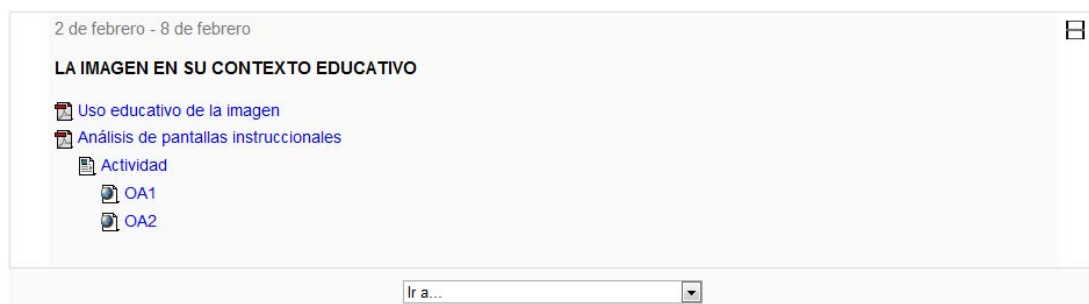 2 de febrero - 8 de febrero
LA IMAGEN EN SU CONTEXTO EDUCATIVO
Uso educativo de la imagen
Análisis de pantallas instruccionales
Actividad
OA1
OA2
Ir a...